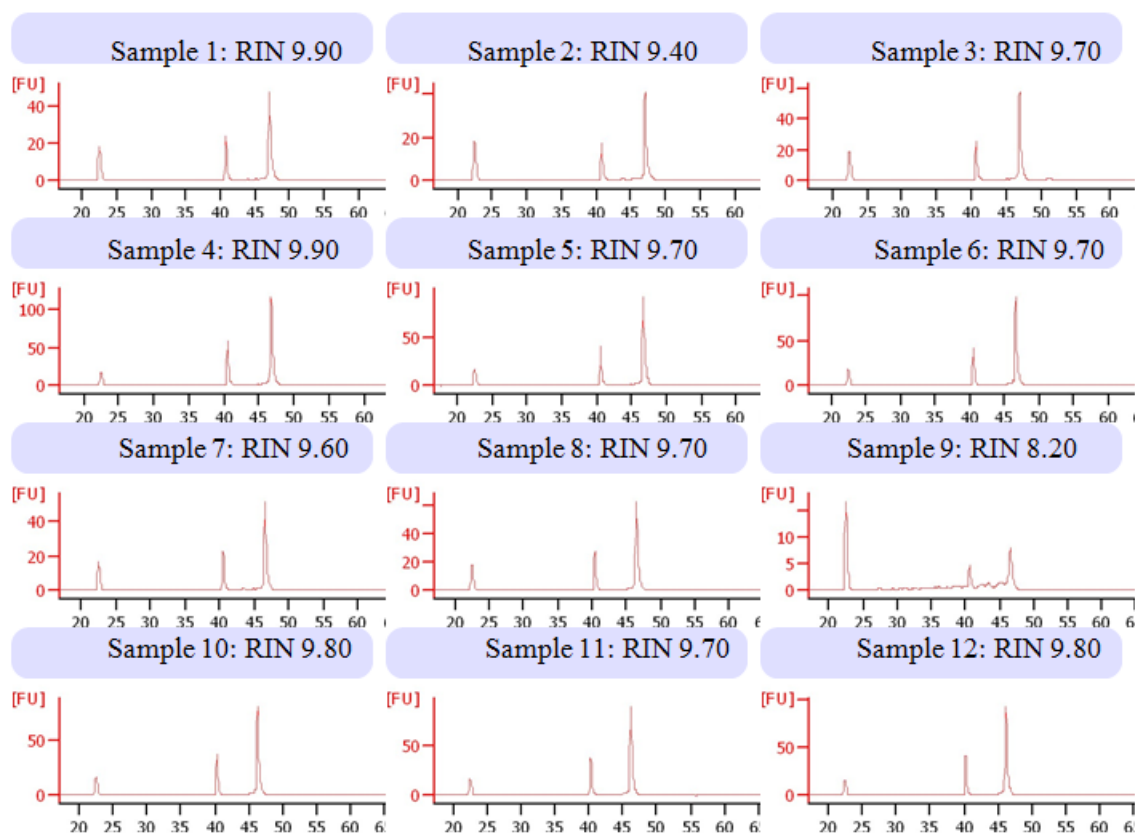 Sample 1: RIN 9.90 Sample 2: RIN 9.40 Sample 3: RIN 9.70
[FU] [FU] [FU]
40 40
20 20 20
0 0 0
20 25 30 35 40 45 50 55 60 20 25 30 35 40 45 50 55 60 20 25 30 35 40 45 50 55 60
Sample 4: RIN 9.90 Sample 5: RIN 9.70 Sample 6: RIN 9.70
[FU] [FU] [FU]
100
50 50 50
0 0 0
20 25 30 35 40 45 50 55 60 20 25 30 35 40 45 50 55 60 20 25 30 35 40 45 50 55 60
Sample 7: RIN 9.60 Sample 8: RIN 9.70 Sample 9: RIN 8.20
[FU] [FU] [FU]
40 40 10
20 20 5
0 0 0
20 25 30 35 40 45 50 55 60 20 25 30 35 40 45 50 55 60 20 25 30 35 40 45 50 55 60
Sample 10: RIN 9.80 Sample 11: RIN 9.70 Sample 12: RIN 9.80
[FU] [FU] [FU]
50 50 50
0 0 0
20 25 30 35 40 45 50 55 60 20 25 30 35 40 45 50 55 60 20 25 30 35 40 45 50 55 60